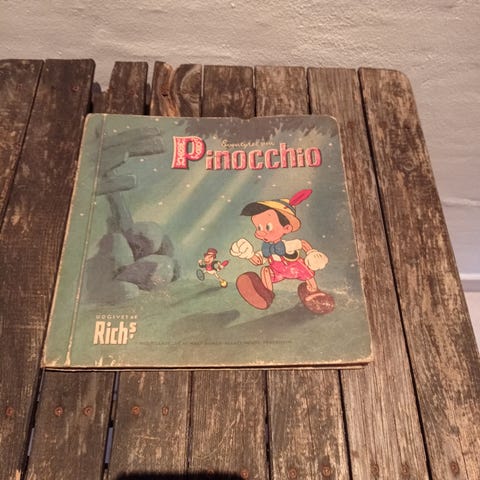 Eventyret om
Pinocchio
UDGIVET AF
Rich's